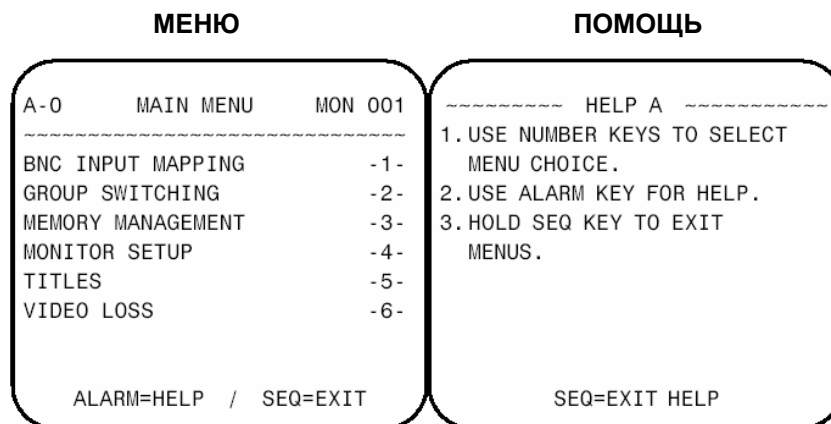 МЕНЮ
A-0 MAIN MENU MON 001
~~~~~~~~~~~~~~~~~~~~~~~~~~~~~~
BNC INPUT MAPPING -1-
GROUP SWITCHING -2-
MEMORY MANAGEMENT -3-
MONITOR SETUP -4-
TITLES -5-
VIDEO LOSS -6-
ALARM=HELP / SEQ=EXIT
ПОМОЩЬ
~~~~~~~~~ HELP A ~~~~~~~~~~~
1. USE NUMBER KEYS TO SELECT
MENU CHOICE.
2. USE ALARM KEY FOR HELP.
3. HOLD SEQ KEY TO EXIT
MENUS.
SEQ=EXIT HELP